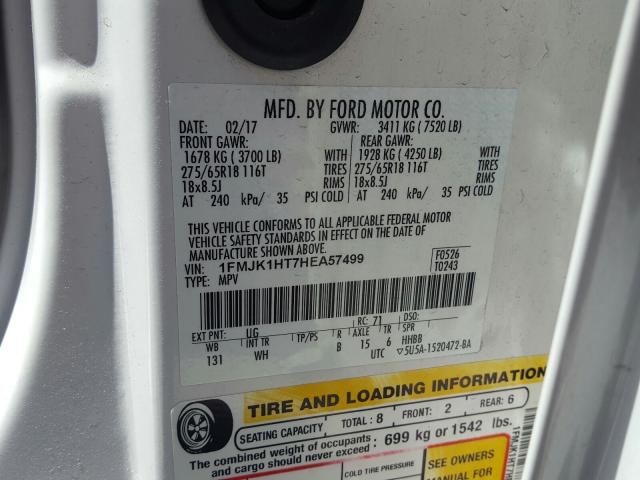 MFD. BY FORD MOTOR CO.
DATE: 02/17 GVWR: 3411 KG ( 7520 LB)
FRONT GAWR: REAR GAWR:
1678 KG ( 3700 LB) WITH 1928 KG ( 4250 LB) WITH
275/65R18 116T TIRES 275/65R18 116T TIRES
18x8.5J RIMS 18x8.5J RIMS
AT 240 kPa/ 35 PSI COLD AT 240 kPa/ 35 PSI COLD
THIS VEHICLE CONFORMS TO ALL APPLICABLE FEDERAL MOTOR
VEHICLE SAFETY STANDARDS IN EFFECT ON THE DATE OF
MANUFACTURE SHOWN ABOVE.
VIN: 1FMJK1HT7HEA57499 F0526
TYPE: MPV T0243
EXT PNT: UG RC: 71 DSO:
WB INT TR TP/PS R AXLE TR SPR
131 WH B 15 6 HHBB
UTC ▽5U5A-1520472-BA
TIRE AND LOADING INFORMATION
SEATING CAPACITY TOTAL: 8 FRONT: 2 REAR: 6
The combined weight of occupants and cargo should never exceed: 699 kg or 1542 lbs.
COLD TIRE PRESSURE
SEE OWNERS
MANUAL FOR